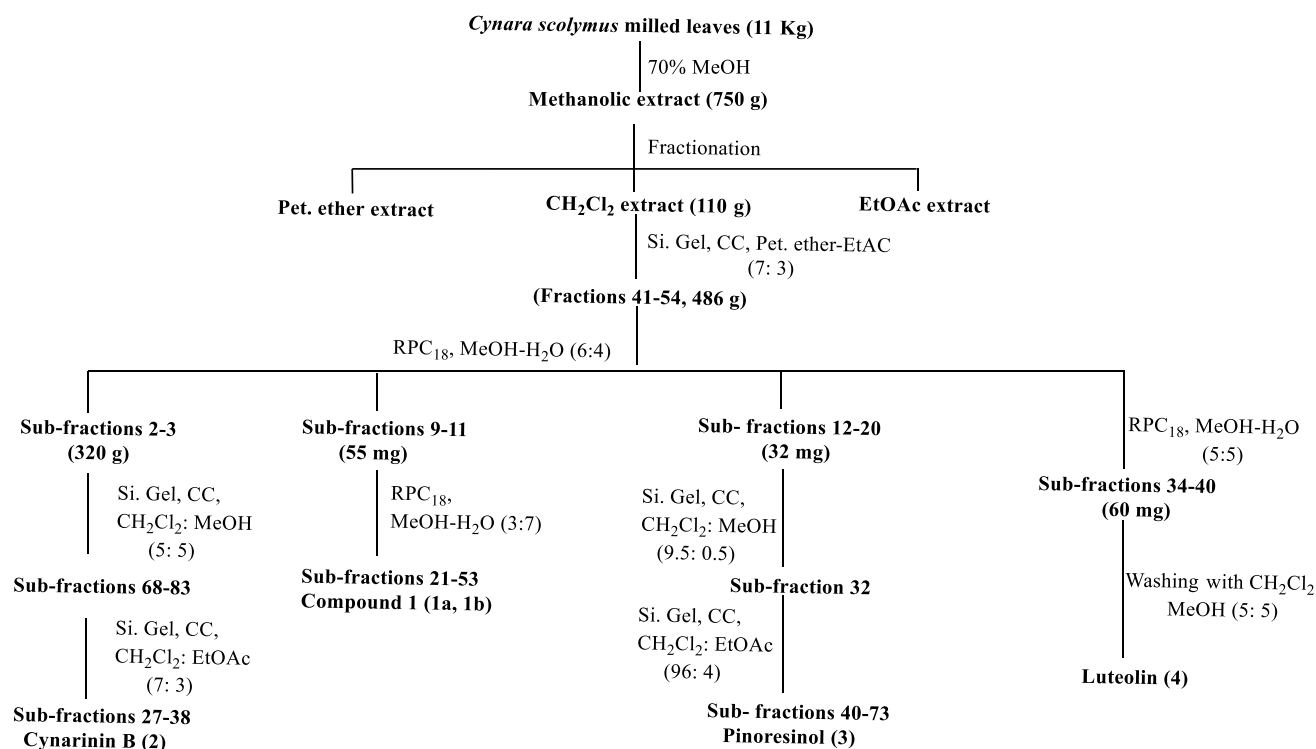 Cynara scolymus milled leaves (11 Kg)
70% MeOH
Methanolic extract (750 g)
Fractionation
Pet. ether extract
CH₂Cl₂ extract (110 g)
EtOAc extract
Si. Gel, CC, Pet. ether-EtAC
(7: 3)
(Fractions 41-54, 486 g)
RPC₁₈, MeOH-H₂O (6:4)
Sub-fractions 2-3
(320 g)
Si. Gel, CC,
CH₂Cl₂: MeOH
(5: 5)
Sub-fractions 68-83
Si. Gel, CC,
CH₂Cl₂: EtOAc
(7: 3)
Sub-fractions 27-38
Cynarinin B (2)
Sub-fractions 9-11
(55 mg)
RPC₁₈,
MeOH-H₂O (3:7)
Sub-fractions 21-53
Compound 1 (1a, 1b)
Sub- fractions 12-20
(32 mg)
Si. Gel, CC,
CH₂Cl₂: MeOH
(9.5: 0.5)
Sub-fraction 32
Si. Gel, CC,
CH₂Cl₂: EtOAc
(96: 4)
Sub- fractions 40-73
Pinoresinol (3)
RPC₁₈, MeOH-H₂O
(5:5)
Sub-fractions 34-40
(60 mg)
Washing with CH₂Cl₂
MeOH (5: 5)
Luteolin (4)